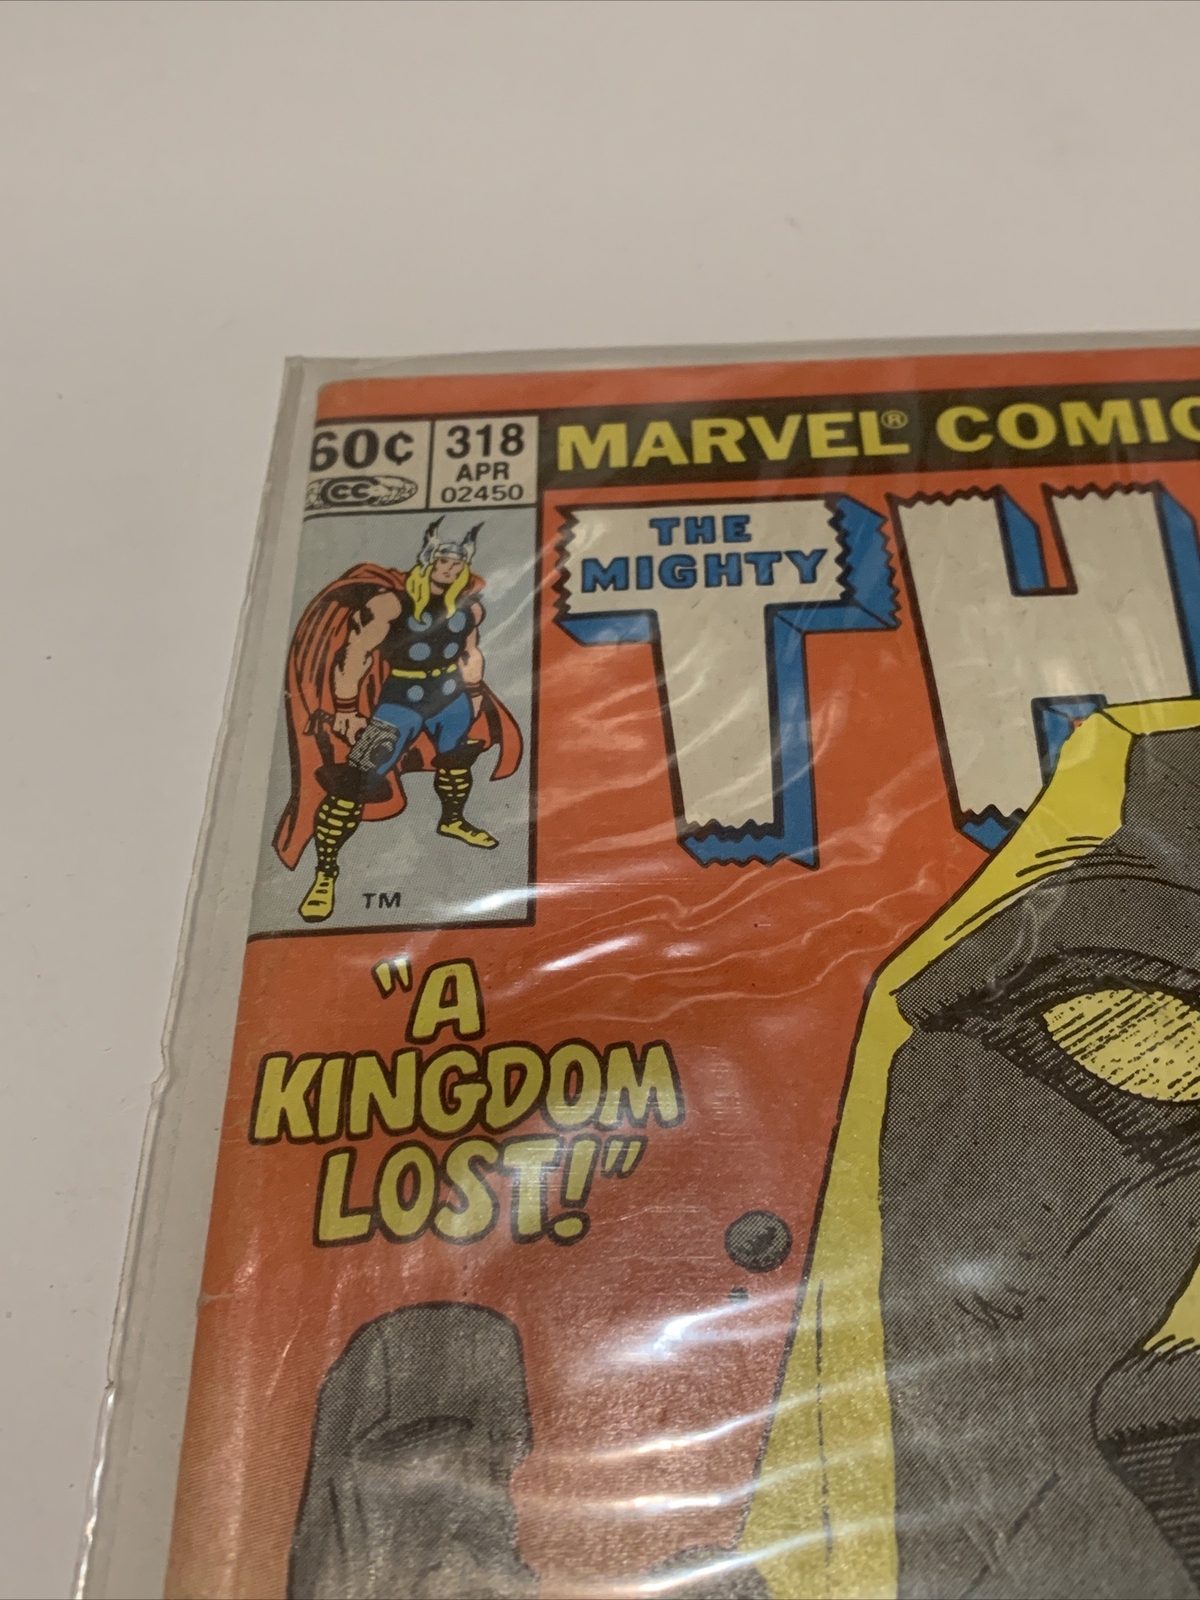 60¢
318
APR
02450
CC
MARVEL® COMIC
THE
MIGHTY
TH
TM
"A
KINGDOM
LOST!"